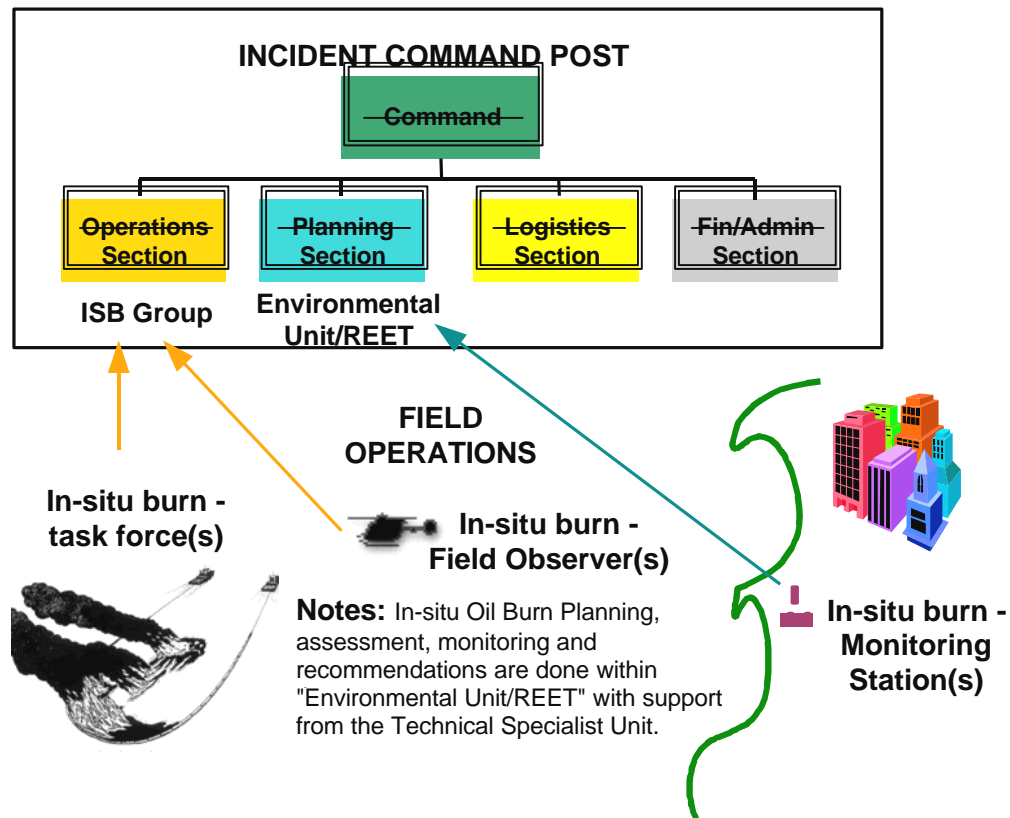 INCIDENT COMMAND POST
Command
Operations
Section
Planning
Section
Logistics
Section
Fin/Admin
Section
ISB Group
Environmental
Unit/REET
FIELD
OPERATIONS
In-situ burn -
task force(s)
In-situ burn -
Field Observer(s)
Notes: In-situ Oil Burn Planning,
assessment, monitoring and
recommendations are done within
"Environmental Unit/REET" with support
from the Technical Specialist Unit.
In-situ burn -
Monitoring
Station(s)